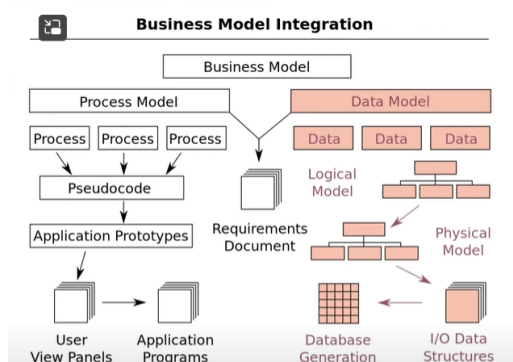 Business Model Integration
Business Model
Process Model
Data Model
Process
Process
Process
Data
Data
Data
Pseudocode
Logical
Model
Application Prototypes
Requirements
Document
Physical
Model
User
View Panels
Application
Programs
Database
Generation
I/O Data
Structures